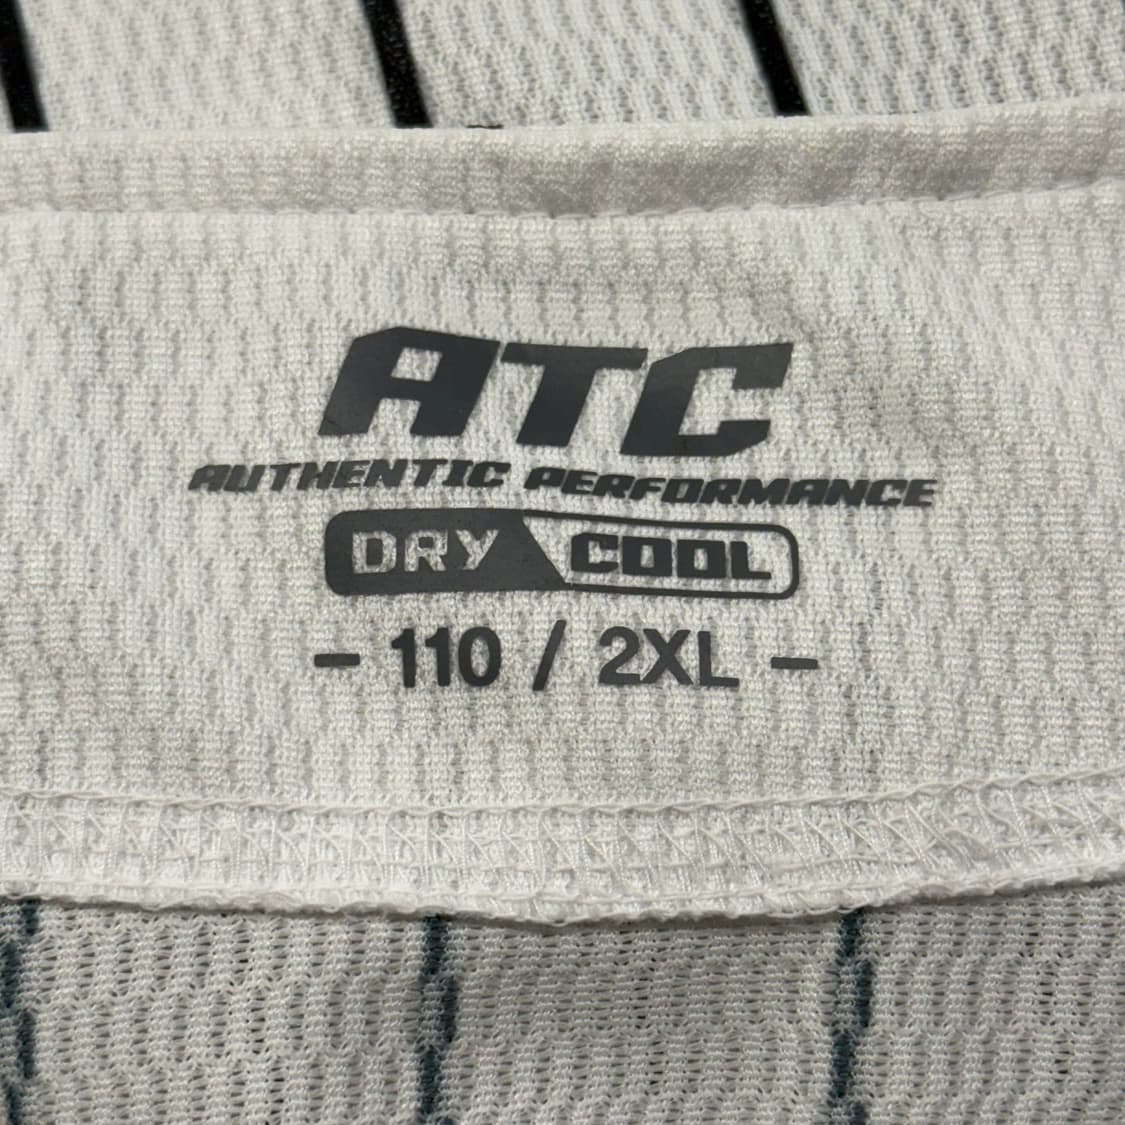 ATC
AUTHENTIC PERFORMANCE
DRY COOL
- 110 / 2XL -